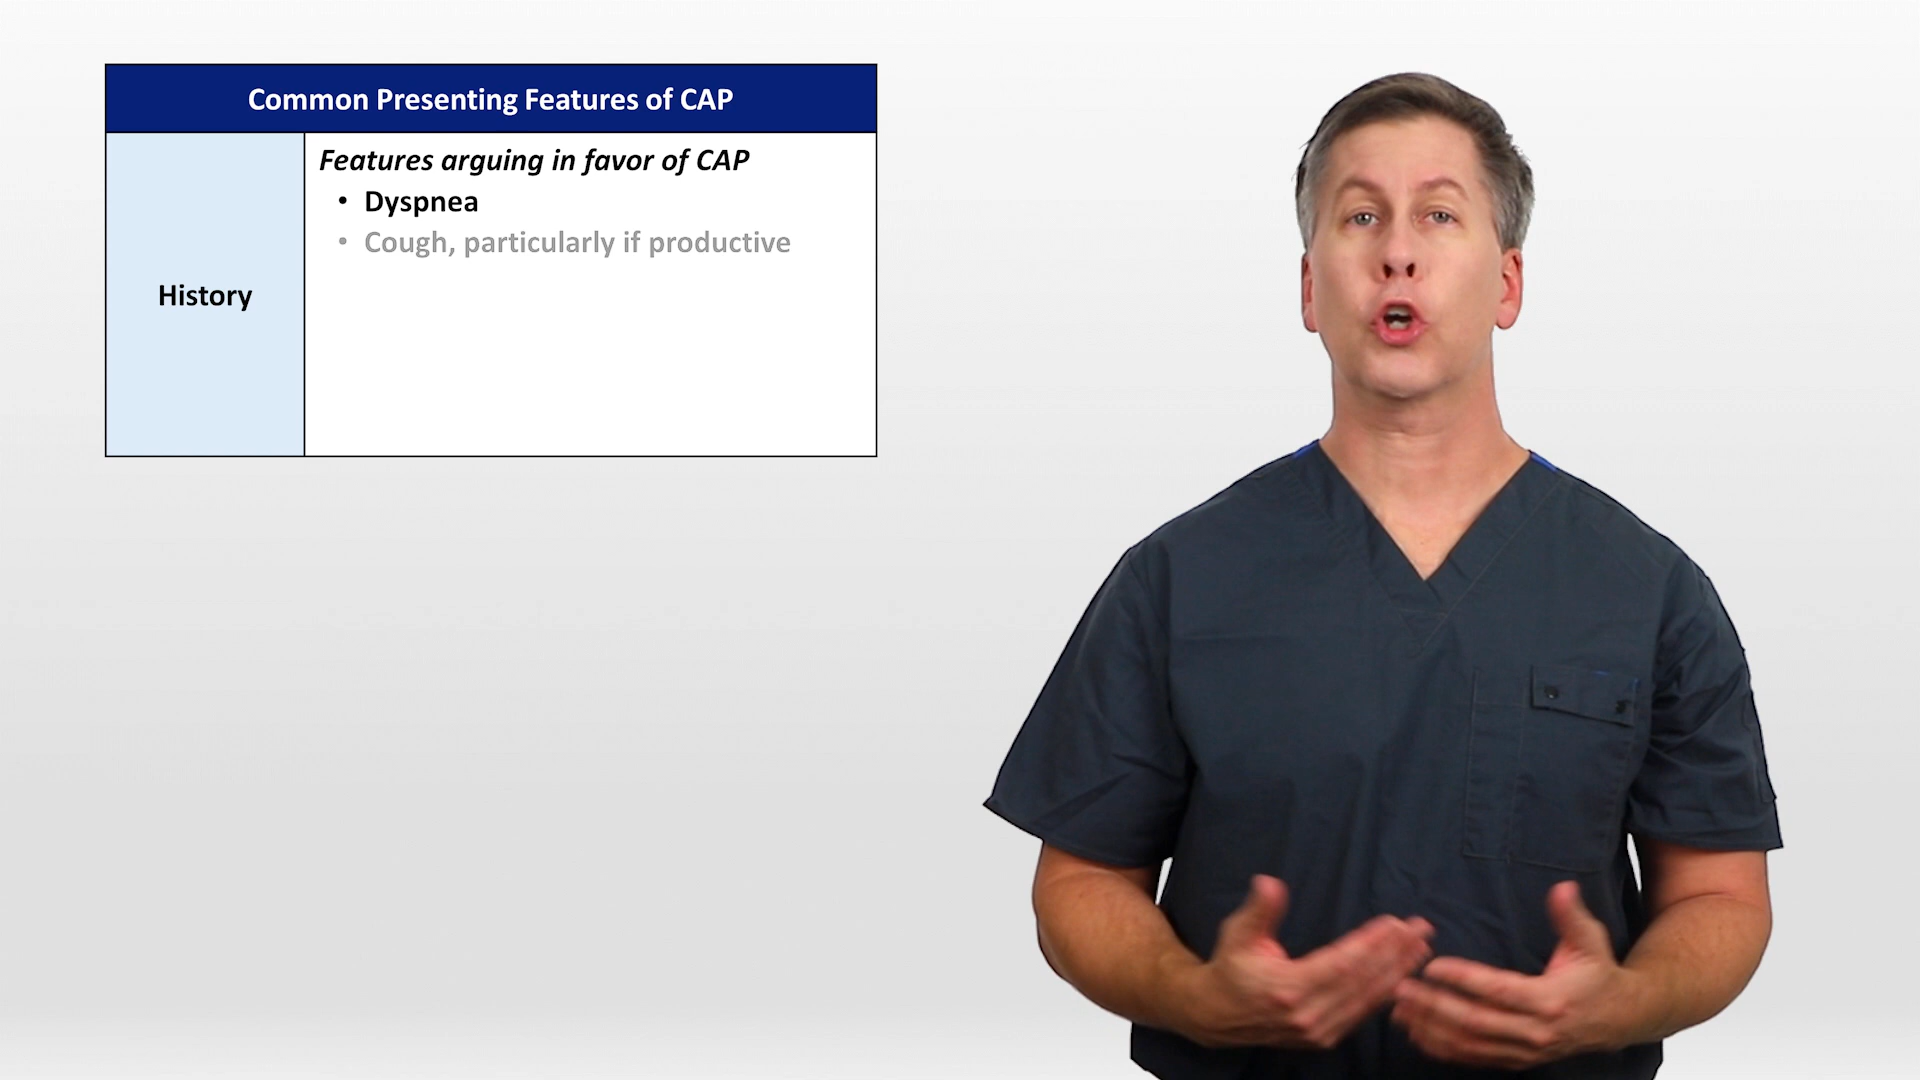 Common Presenting Features of CAP
History
Features arguing in favor of CAP
• Dyspnea
• Cough, particularly if productive